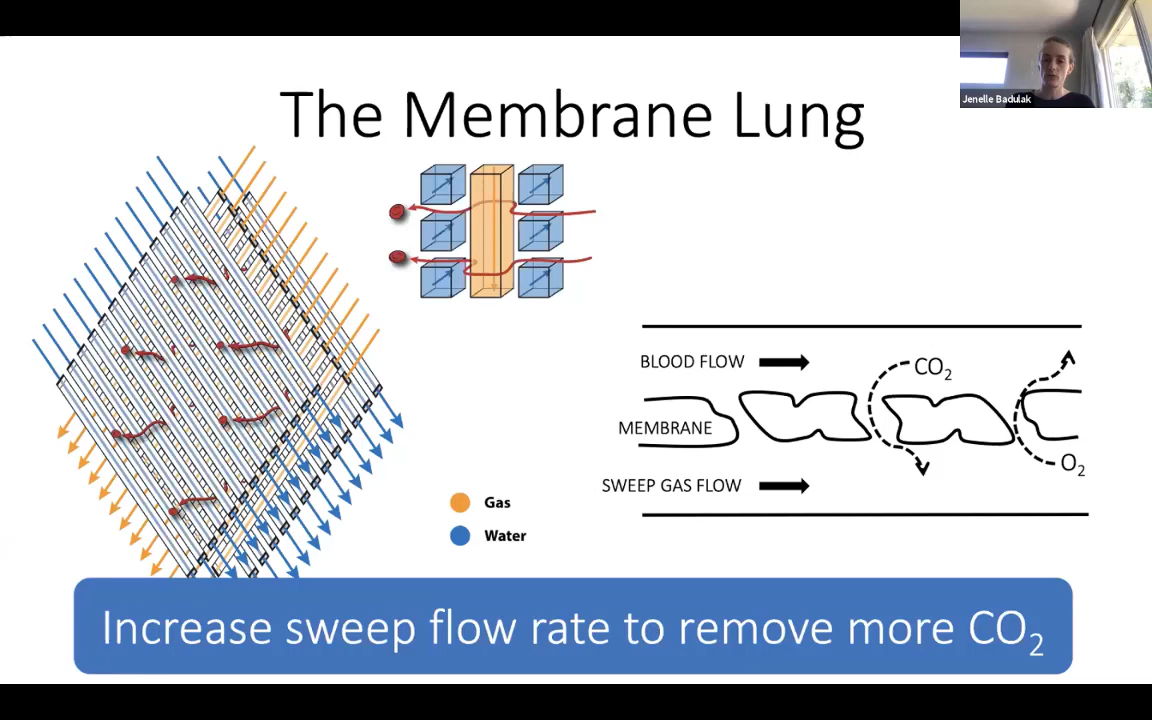 Jenelle Badulak
The Membrane Lung
BLOOD FLOW
CO₂
MEMBRANE
O₂
SWEEP GAS FLOW
Gas
Water
Increase sweep flow rate to remove more CO₂